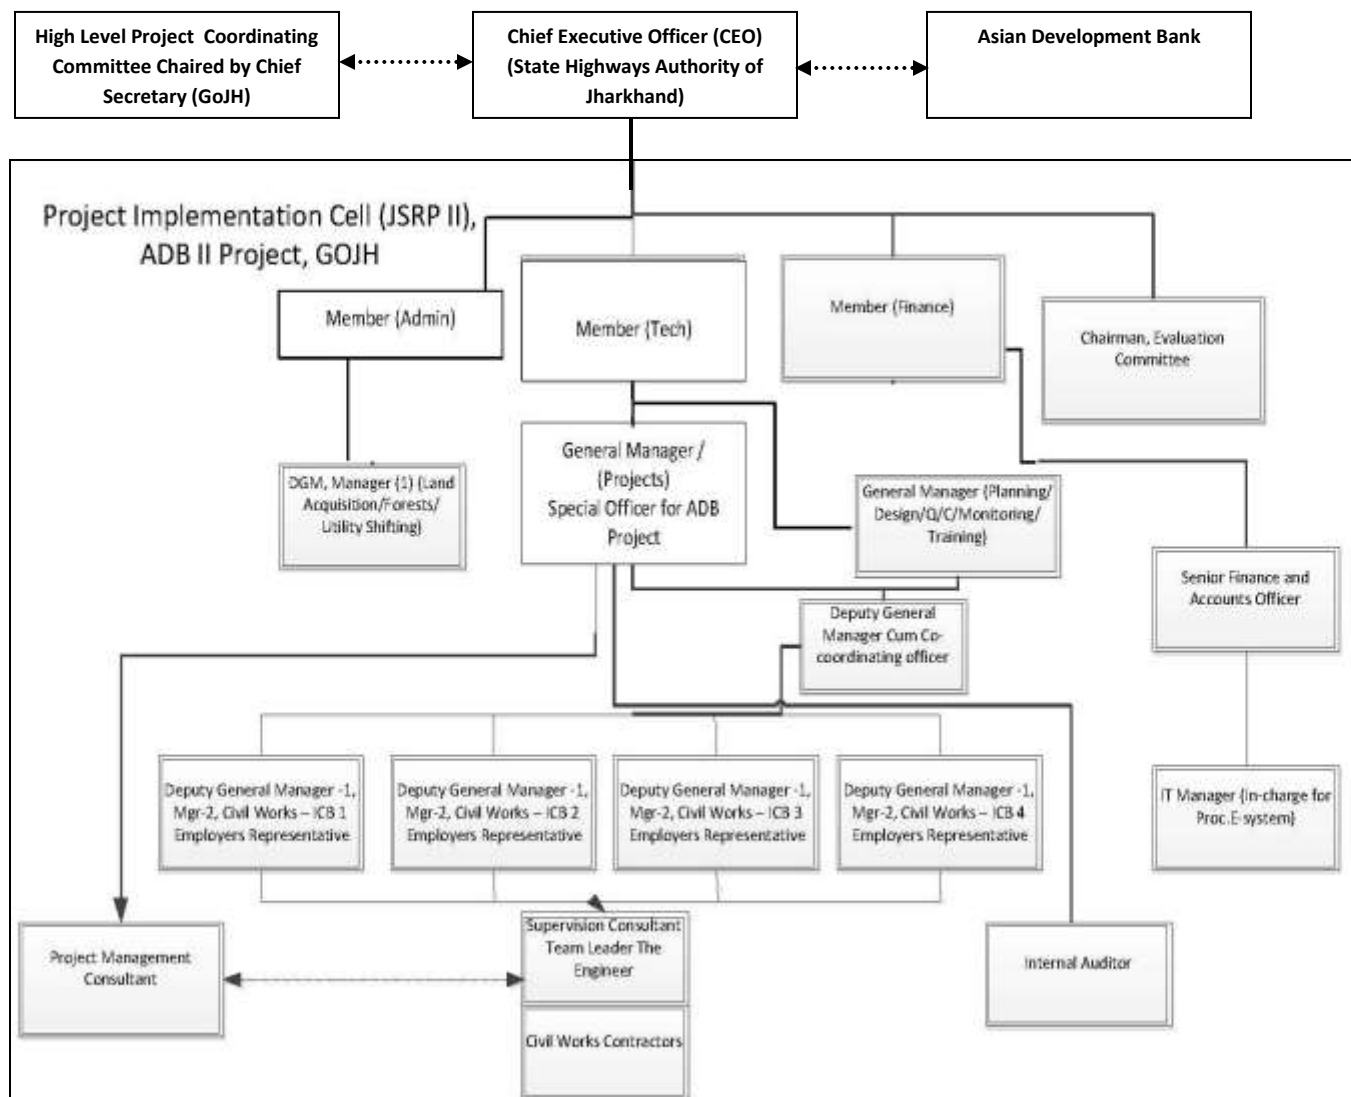 High Level Project Coordinating
Committee Chaired by Chief
Secretary (GoJH)
Chief Executive Officer (CEO)
(State Highways Authority of
Jharkhand)
Asian Development Bank
Project Implementation Cell (JSRP II),
ADB II Project, GOJH
Member (Admin)
Member (Tech)
Member (Finance)
Chairman, Evaluation
Committee
DGM, Manager (1) (Land
Acquisition/Forests/
Utility Shifting)
General Manager /
(Projects)
Special Officer for ADB
Project
General Manager (Planning/
Design/Q/C/Monitoring/
Training)
Senior Finance and
Accounts Officer
Deputy General
Manager Cum Co-
coordinating officer
Deputy General Manager -1,
Mgr-2, Civil Works – ICB 1
Employers Representative
Deputy General Manager -1,
Mgr-2, Civil Works – ICB 2
Employers Representative
Deputy General Manager -1,
Mgr-2, Civil Works – ICB 3
Employers Representative
Deputy General Manager -1,
Mgr-2, Civil Works – ICB 4
Employers Representative
IT Manager (In-charge for
Proc.E-system)
Project Management
Consultant
Supervision Consultant
Team Leader The
Engineer
Civil Works Contractors
Internal Auditor